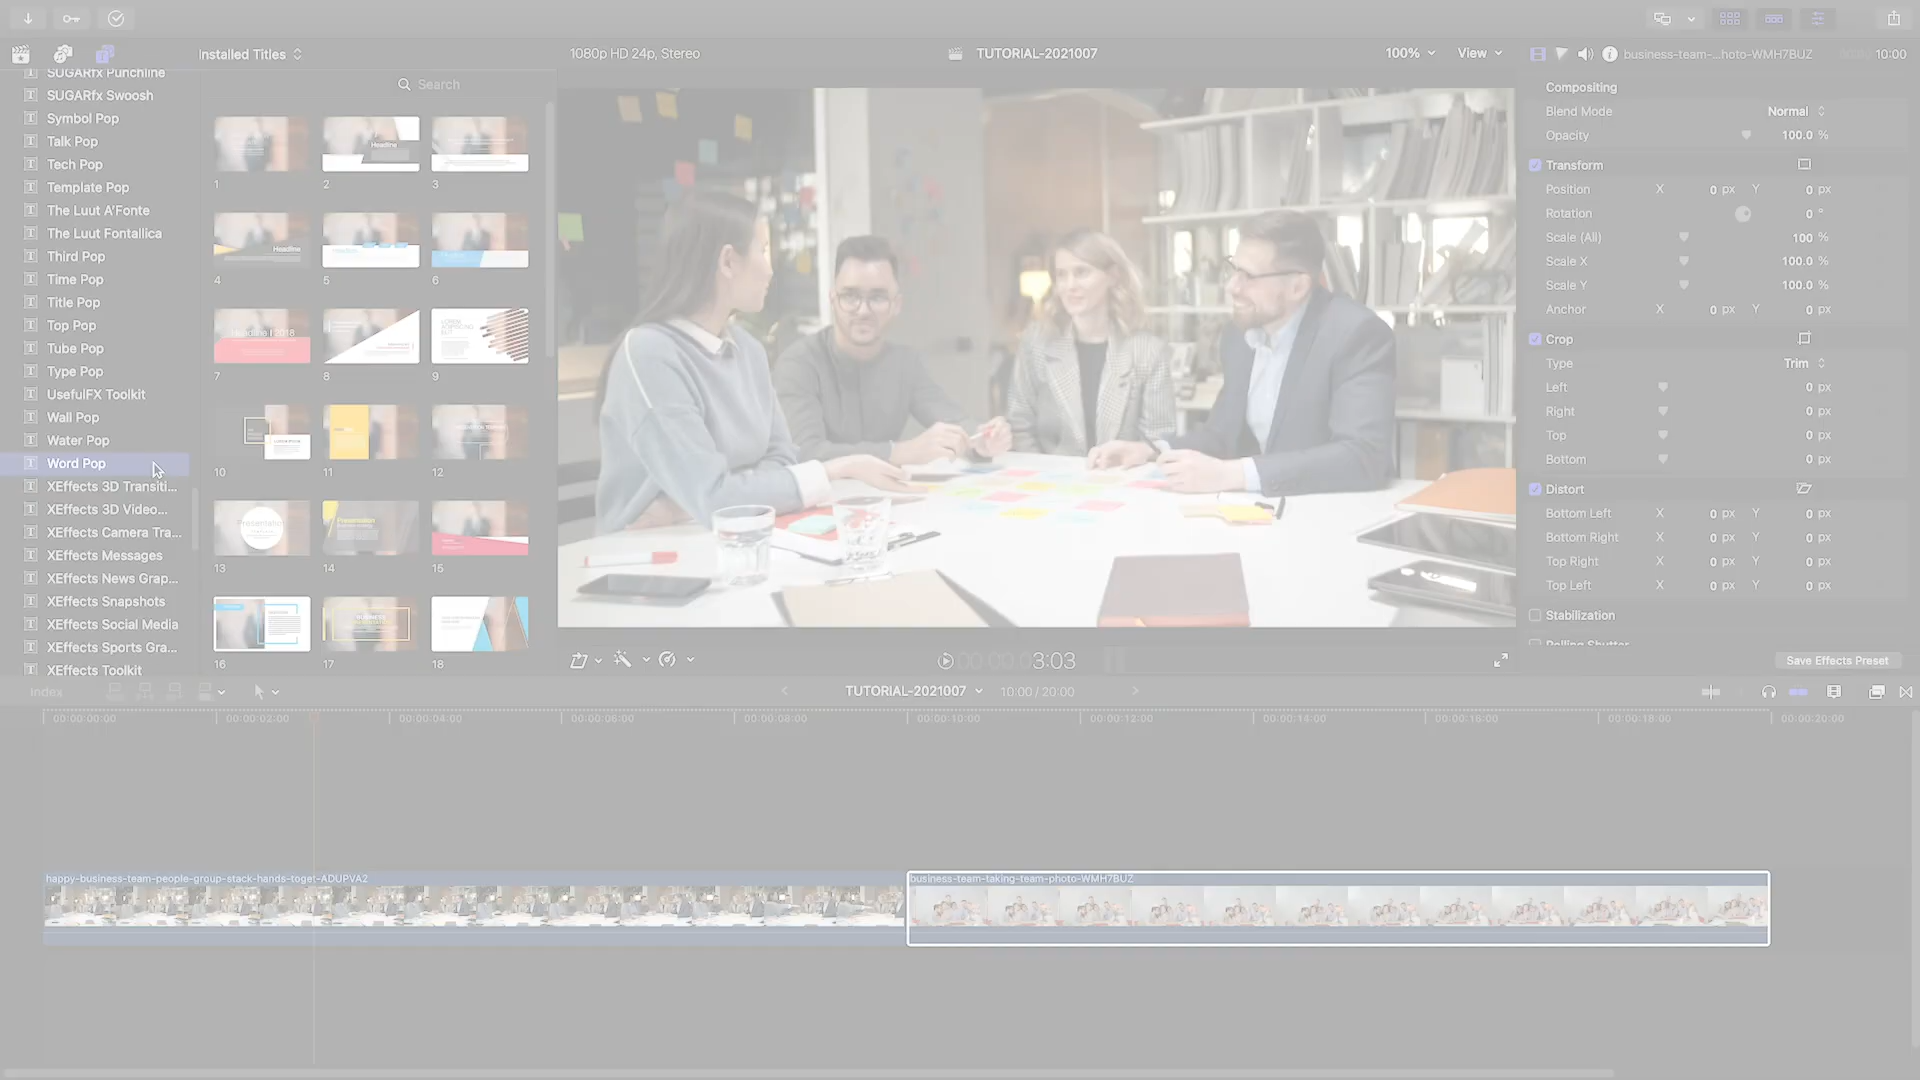 Installed Titles
1080p HD 24p, Stereo
TUTORIAL-2021007
100%
View
business-team-...hoto-WMH7BUZ
10:00
SUGARfx Punchline
SUGARfx Swoosh
Symbol Pop
Talk Pop
Tech Pop
Template Pop
The Luut A'Fonte
The Luut Fontallica
Third Pop
Time Pop
Title Pop
Top Pop
Tube Pop
Type Pop
UsefulFX Toolkit
Wall Pop
Water Pop
Word Pop
XEffects 3D Transiti...
XEffects 3D Video...
XEffects Camera Tra...
XEffects Messages
XEffects News Grap...
XEffects Snapshots
XEffects Social Media
XEffects Sports Gra...
XEffects Toolkit
Search
Headline
1
2
3
Headline
4
5
6
Headline | 2018
7
8
9
10
11
12
Presentation
Presentation
13
14
15
BUSINESS
16
17
18
3:03
Compositing
Blend Mode
Normal
Opacity
100.0 %
Transform
Position X 0 px Y 0 px
Rotation 0 °
Scale (All) 100 %
Scale X 100.0 %
Scale Y 100.0 %
Anchor X 0 px Y 0 px
Crop
Type Trim
Left 0 px
Right 0 px
Top 0 px
Bottom 0 px
Distort
Bottom Left X 0 px Y 0 px
Bottom Right X 0 px Y 0 px
Top Right X 0 px Y 0 px
Top Left X 0 px Y 0 px
Stabilization
Rolling Shutter
Save Effects Preset
Index
TUTORIAL-2021007
10:00 / 20:00
00:00:00:00
00:00:02:00
00:00:04:00
00:00:06:00
00:00:08:00
00:00:10:00
00:00:12:00
00:00:14:00
00:00:16:00
00:00:18:00
00:00:20:00
happy-business-team-people-group-stack-hands-toget-ADUPVA2
business-team-taking-team-photo-WMH7BUZ